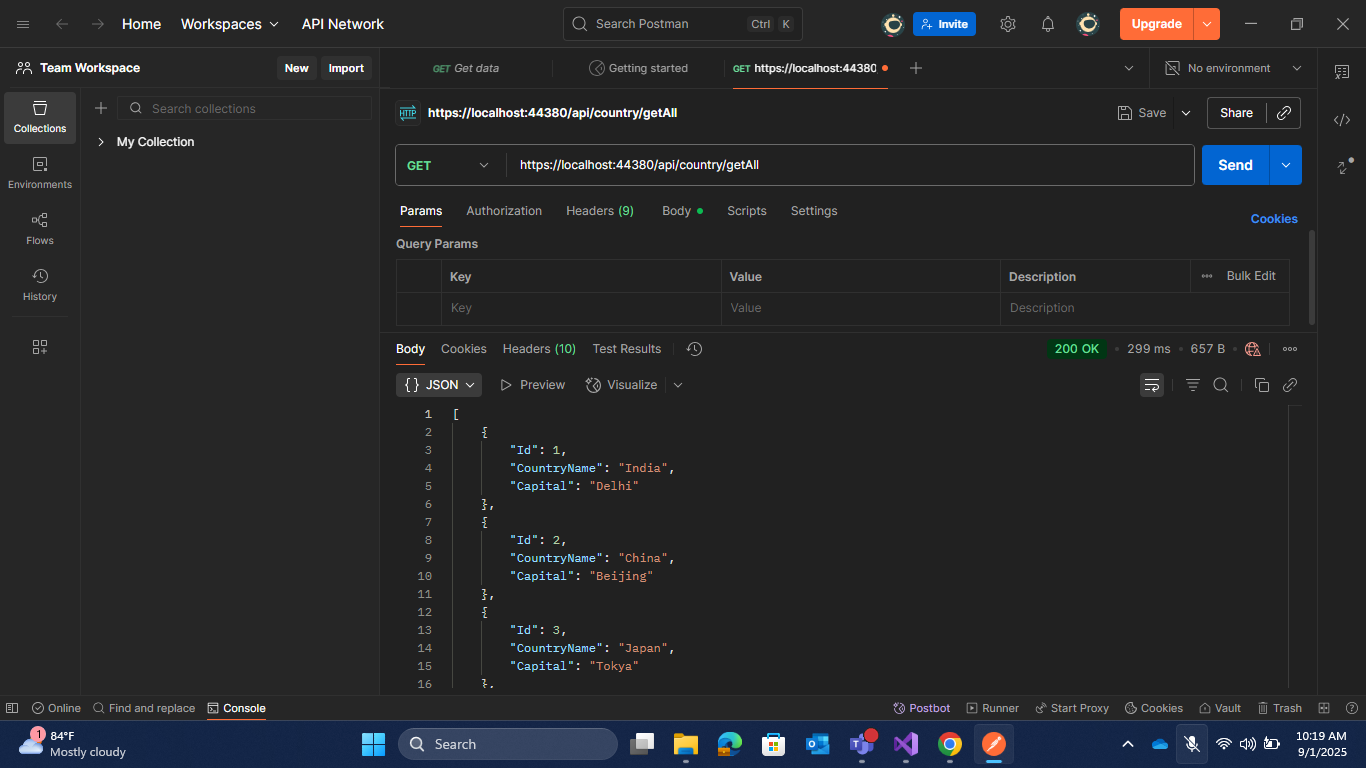 Home Workspaces API Network Search Postman Ctrl K Invite Upgrade
Team Workspace New Import GET Get data Getting started GET https://localhost:44380 No environment
Collections
Search collections
My Collection
Environments
Flows
History
HTTP https://localhost:44380/api/country/getAll Save Share
GET https://localhost:44380/api/country/getAll Send
Params Authorization Headers (9) Body Scripts Settings Cookies
Query Params
Key Value Description Bulk Edit
Key Value Description
Body Cookies Headers (10) Test Results 200 OK 299 ms 657 B
{} JSON Preview Visualize
1 [
2 {
3 "Id": 1,
4 "CountryName": "India",
5 "Capital": "Delhi"
6 },
7 {
8 "Id": 2,
9 "CountryName": "China",
10 "Capital": "Beijing"
11 },
12 {
13 "Id": 3,
14 "CountryName": "Japan",
15 "Capital": "Tokya"
16 },
Online Find and replace Console Postbot Runner Start Proxy Cookies Vault Trash
1 84°F
Mostly cloudy
Search
10:19 AM
9/1/2025